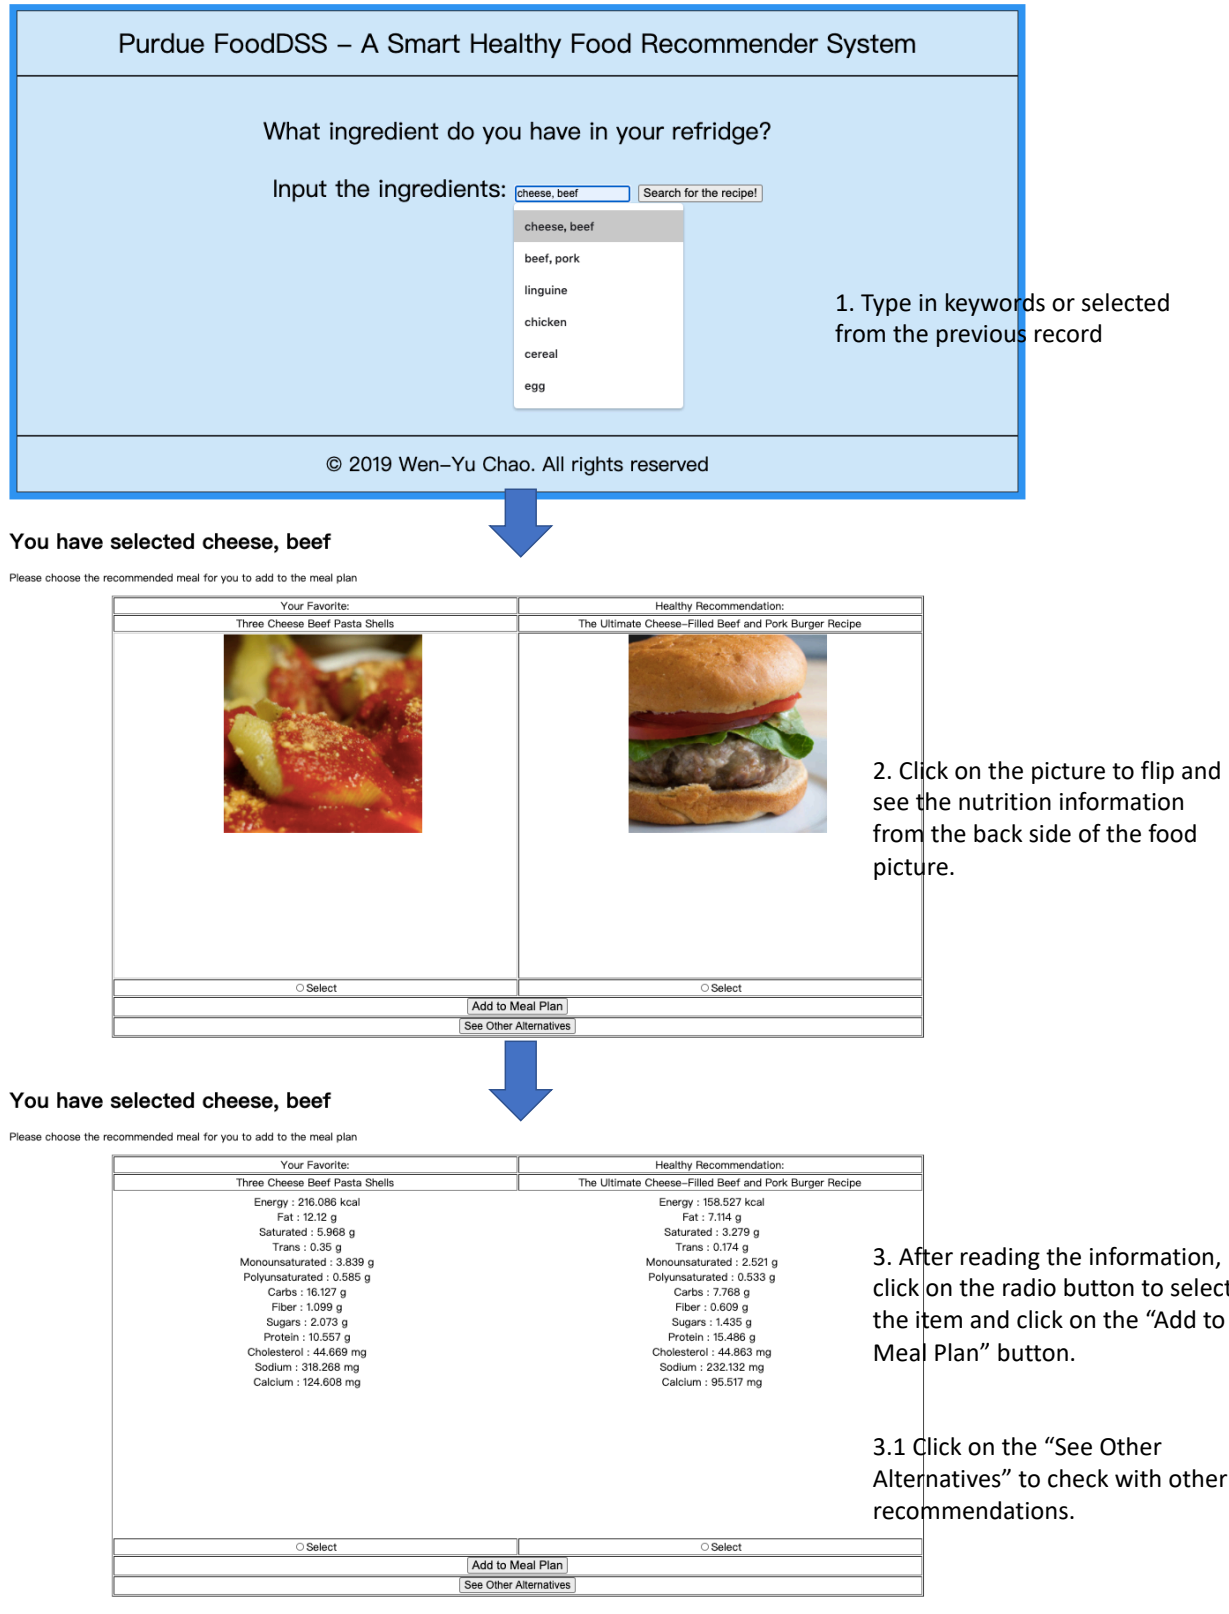 Purdue FoodDSS – A Smart Healthy Food Recommender System
What ingredient do you have in your refridge?
Input the ingredients: cheese, beef Search for the recipe!
cheese, beef
beef, pork
linguine
chicken
cereal
egg
1. Type in keywords or selected
from the previous record
© 2019 Wen-Yu Chao. All rights reserved
You have selected cheese, beef
Please choose the recommended meal for you to add to the meal plan
Your Favorite: Healthy Recommendation:
Three Cheese Beef Pasta Shells The Ultimate Cheese-Filled Beef and Pork Burger Recipe
2. Click on the picture to flip and
see the nutrition information
from the back side of the food
picture.
Select Select
Add to Meal Plan
See Other Alternatives
You have selected cheese, beef
Please choose the recommended meal for you to add to the meal plan
Your Favorite: Healthy Recommendation:
Three Cheese Beef Pasta Shells The Ultimate Cheese-Filled Beef and Pork Burger Recipe
Energy : 216.086 kcal Energy : 158.527 kcal
Fat : 12.12 g Fat : 7.114 g
Saturated : 5.968 g Saturated : 3.279 g
Trans : 0.35 g Trans : 0.174 g
Monounsaturated : 3.839 g Monounsaturated : 2.521 g
Polyunsaturated : 0.585 g Polyunsaturated : 0.533 g
Carbs : 16.127 g Carbs : 7.768 g
Fiber : 1.099 g Fiber : 0.609 g
Sugars : 2.073 g Sugars : 1.435 g
Protein : 10.557 g Protein : 15.486 g
Cholesterol : 44.669 mg Cholesterol : 44.863 mg
Sodium : 318.268 mg Sodium : 232.132 mg
Calcium : 124.608 mg Calcium : 95.517 mg
3. After reading the information,
click on the radio button to select
the item and click on the “Add to
Meal Plan” button.
3.1 Click on the “See Other
Alternatives” to check with other
recommendations.
Select Select
Add to Meal Plan
See Other Alternatives